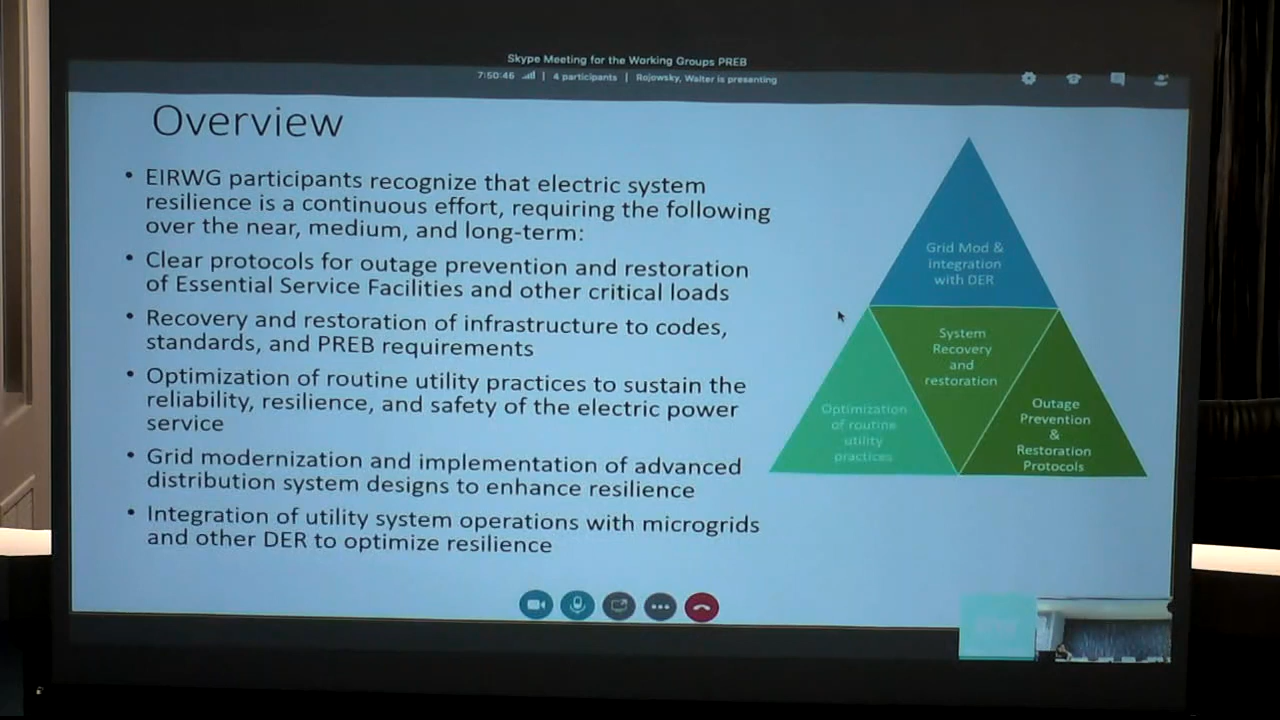 Skype Meeting for the Working Groups PREB
7:50:46 | 4 participants | Rojowsky, Walter is presenting
Overview
• EIRWG participants recognize that electric system
resilience is a continuous effort, requiring the following
over the near, medium, and long-term:
• Clear protocols for outage prevention and restoration
of Essential Service Facilities and other critical loads
• Recovery and restoration of infrastructure to codes,
standards, and PREB requirements
• Optimization of routine utility practices to sustain the
reliability, resilience, and safety of the electric power
service
• Grid modernization and implementation of advanced
distribution system designs to enhance resilience
• Integration of utility system operations with microgrids
and other DER to optimize resilience
Grid Mod &
integration
with DER
System
Recovery
and
restoration
Optimization
of routine
utility
practices
Outage
Prevention
&
Restoration
Protocols